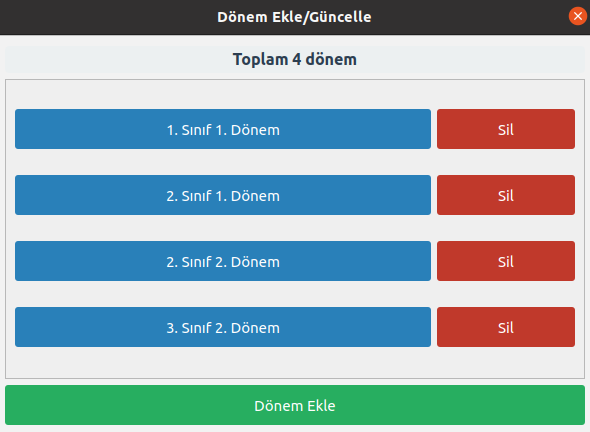 Dönem Ekle/Güncelle
Toplam 4 dönem
1. Sınıf 1. Dönem
Sil
2. Sınıf 1. Dönem
Sil
2. Sınıf 2. Dönem
Sil
3. Sınıf 2. Dönem
Sil
Dönem Ekle